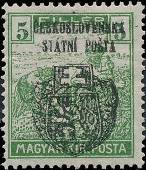 FILLÉR
5
ČESKOSLOVENSKÁ
STÁTNÍ POŠTA
MAGYAR KIR. POSTA